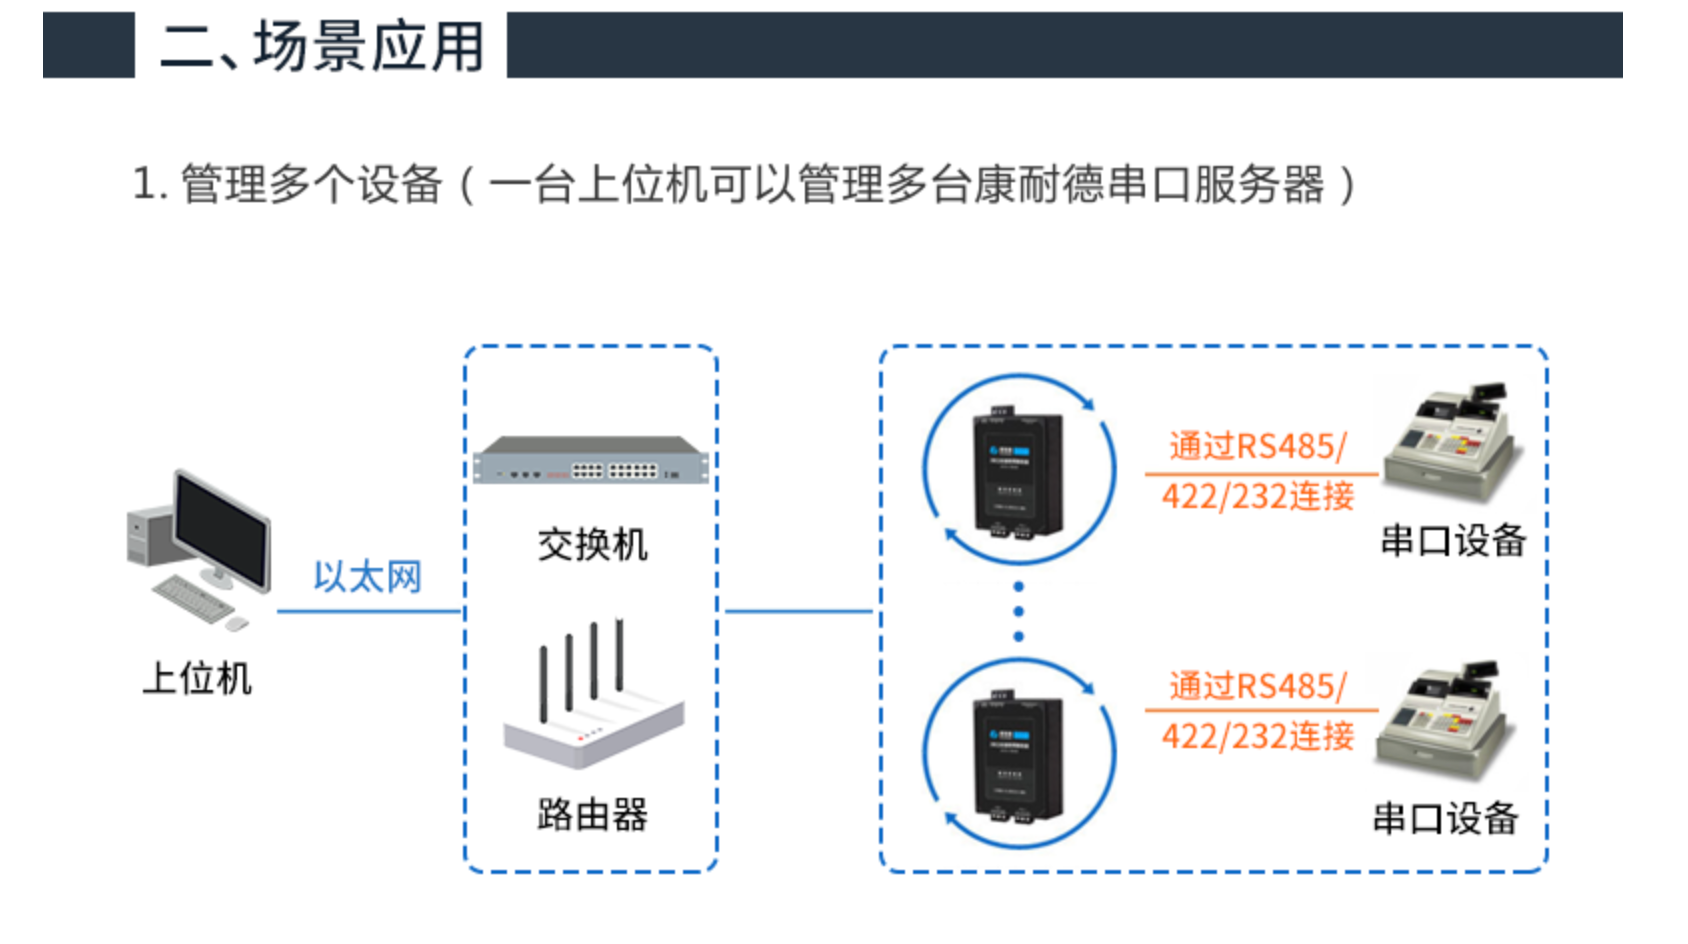 二、场景应用
1. 管理多个设备（一台上位机可以管理多台康耐德串口服务器）
上位机
以太网
交换机
路由器
通过RS485/
422/232连接
串口设备
通过RS485/
422/232连接
串口设备